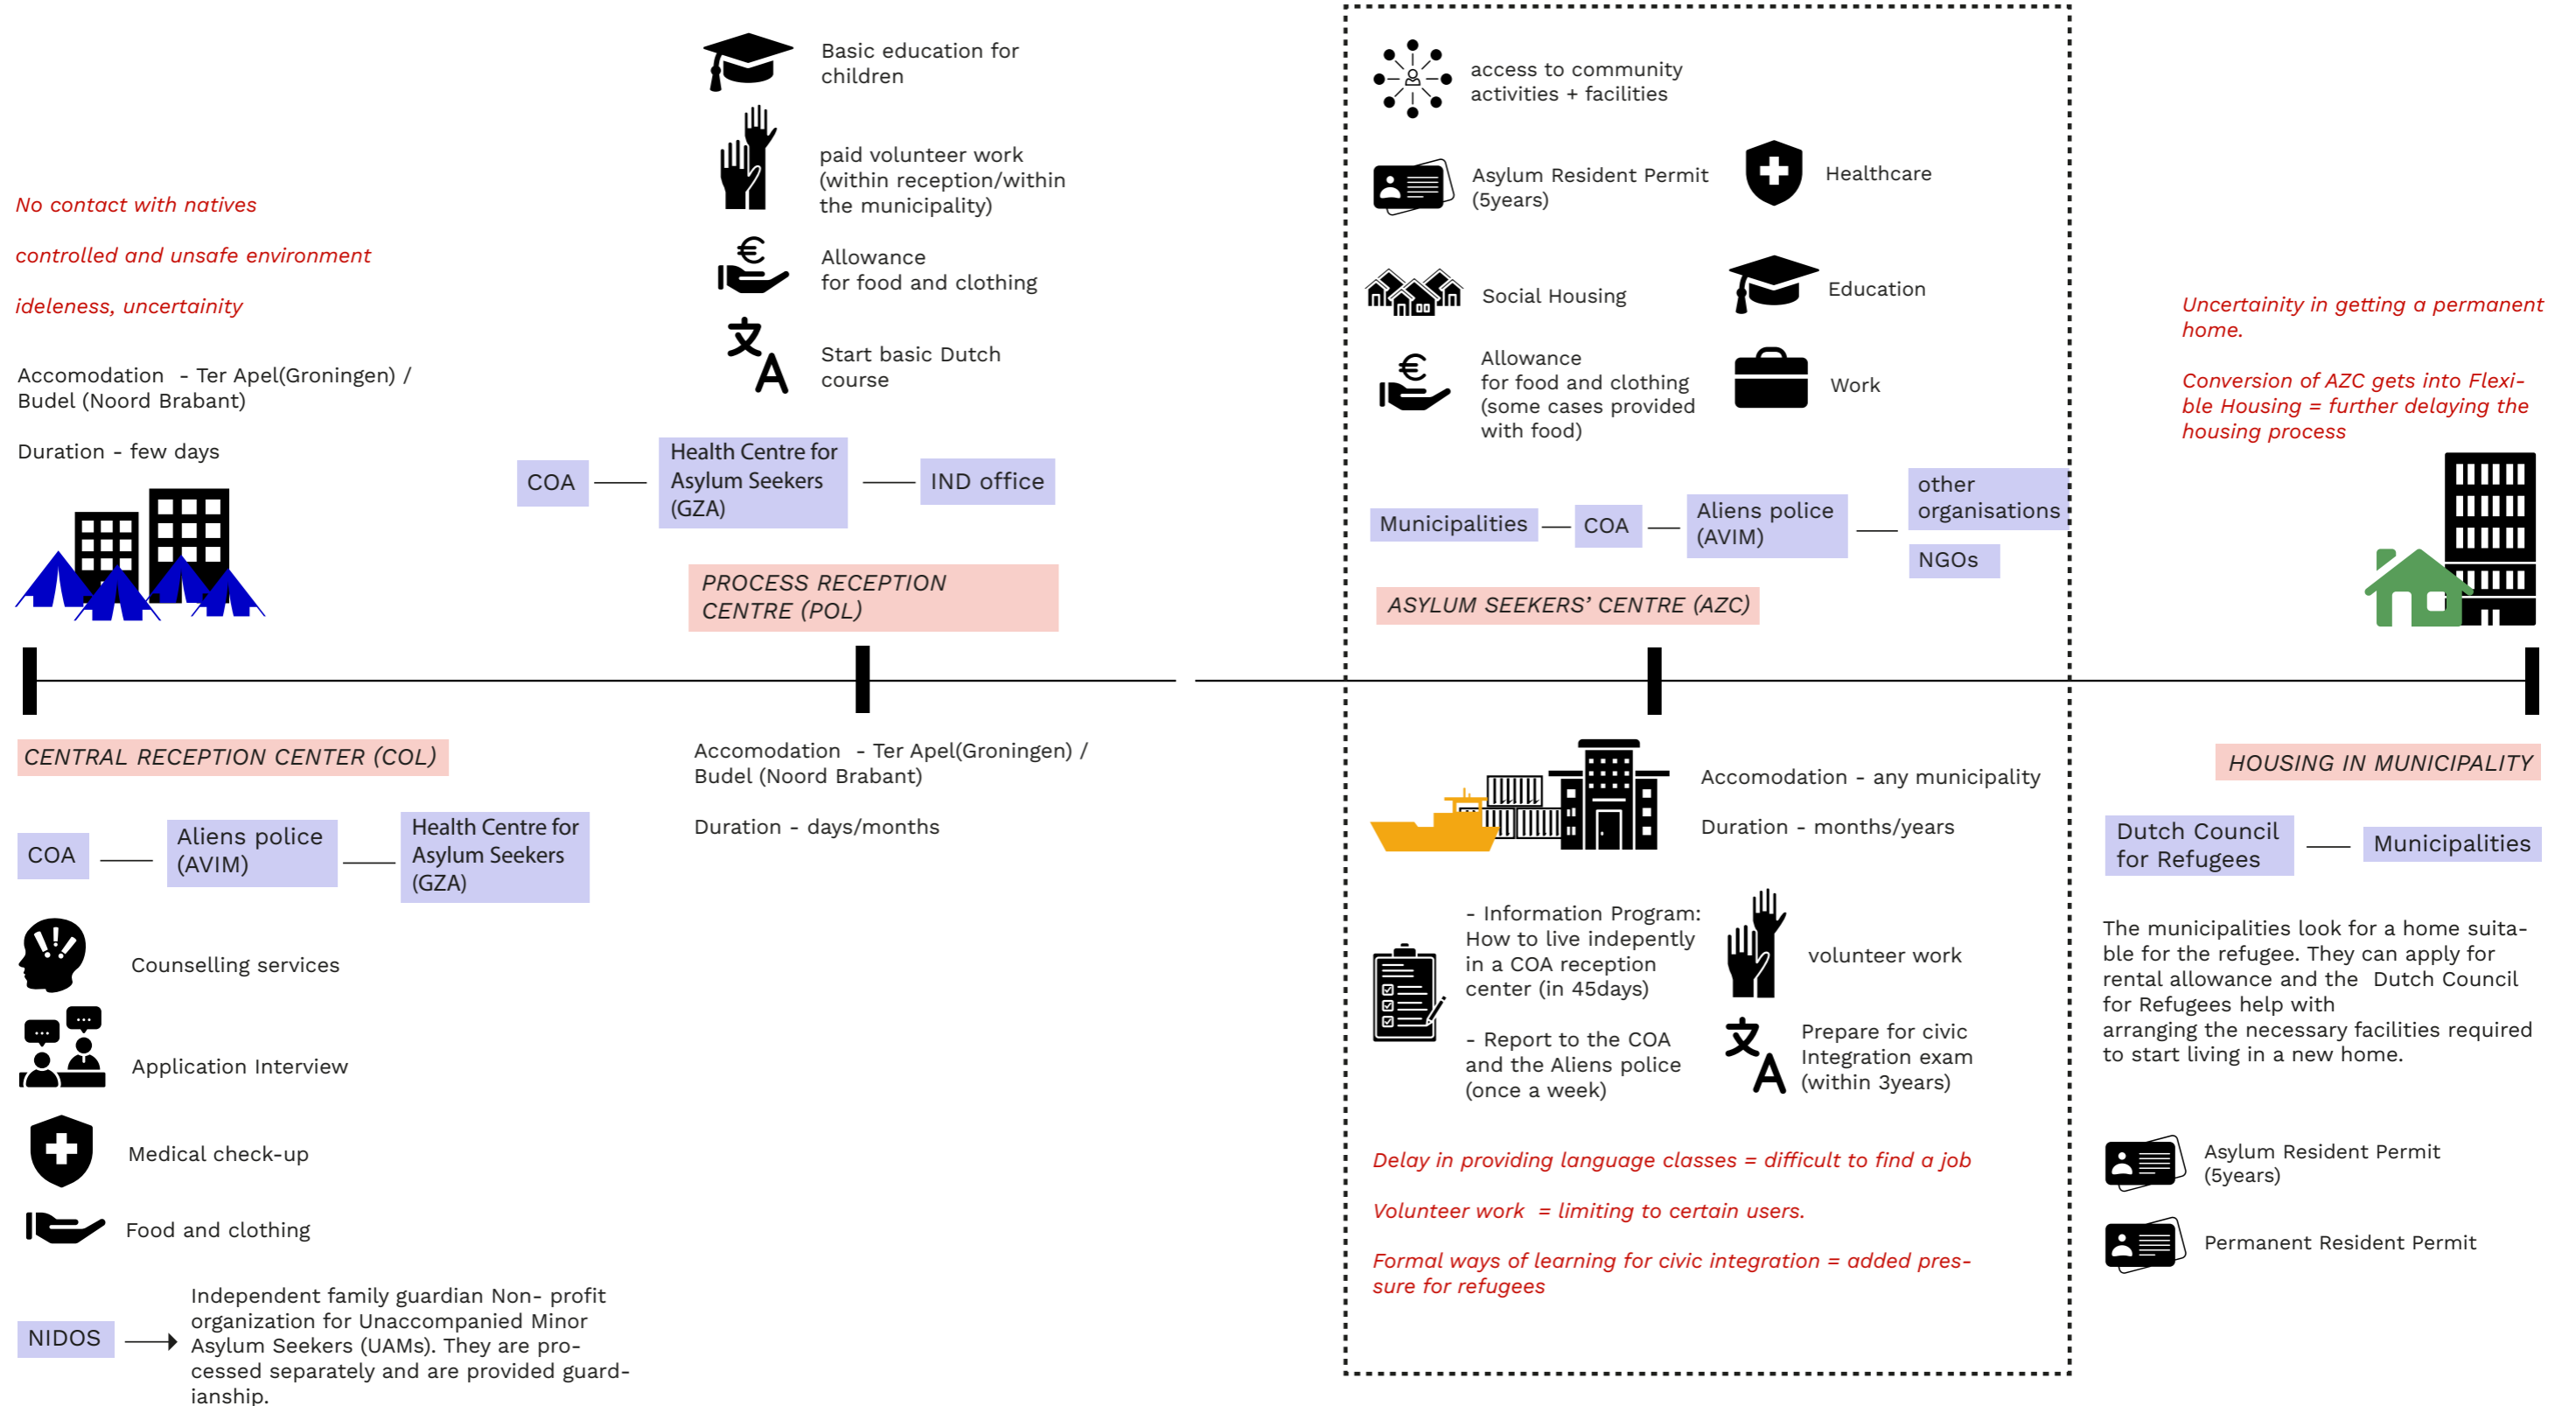 No contact with natives
controlled and unsafe environment
ideleness, uncertainity
Accomodation - Ter Apel(Groningen) /
Budel (Noord Brabant)
Duration - few days
CENTRAL RECEPTION CENTER (COL)
COA
Aliens police
(AVIM)
Health Centre for
Asylum Seekers
(GZA)
Counselling services
Application Interview
Medical check-up
Food and clothing
NIDOS
Independent family guardian Non- profit
organization for Unaccompanied Minor
Asylum Seekers (UAMs). They are pro-
cessed separately and are provided guard-
ianship.
Basic education for
children
paid volunteer work
(within reception/within
the municipality)
€
Allowance
for food and clothing
文
A
Start basic Dutch
course
COA
Health Centre for
Asylum Seekers
(GZA)
IND office
PROCESS RECEPTION
CENTRE (POL)
Accomodation - Ter Apel(Groningen) /
Budel (Noord Brabant)
Duration - days/months
access to community
activities + facilities
Asylum Resident Permit
(5years)
Healthcare
Social Housing
Education
€
Allowance
for food and clothing
(some cases provided
with food)
Work
Municipalities
COA
Aliens police
(AVIM)
other
organisations
NGOs
ASYLUM SEEKERS’ CENTRE (AZC)
Accomodation - any municipality
Duration - months/years
- Information Program:
How to live indepently
in a COA reception
center (in 45days)
- Report to the COA
and the Aliens police
(once a week)
volunteer work
文
A
Prepare for civic
Integration exam
(within 3years)
Delay in providing language classes = difficult to find a job
Volunteer work = limiting to certain users.
Formal ways of learning for civic integration = added pres-
sure for refugees
Uncertainity in getting a permanent
home.
Conversion of AZC gets into Flexi-
ble Housing = further delaying the
housing process
HOUSING IN MUNICIPALITY
Dutch Council
for Refugees
Municipalities
The municipalities look for a home suita-
ble for the refugee. They can apply for
rental allowance and the Dutch Council
for Refugees help with
arranging the necessary facilities required
to start living in a new home.
Asylum Resident Permit
(5years)
Permanent Resident Permit